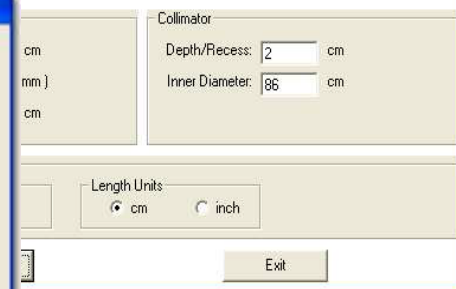 Collimator
cm
Depth/Recess: 2 cm
mm )
Inner Diameter: 86 cm
cm
Length Units
cm inch
Exit